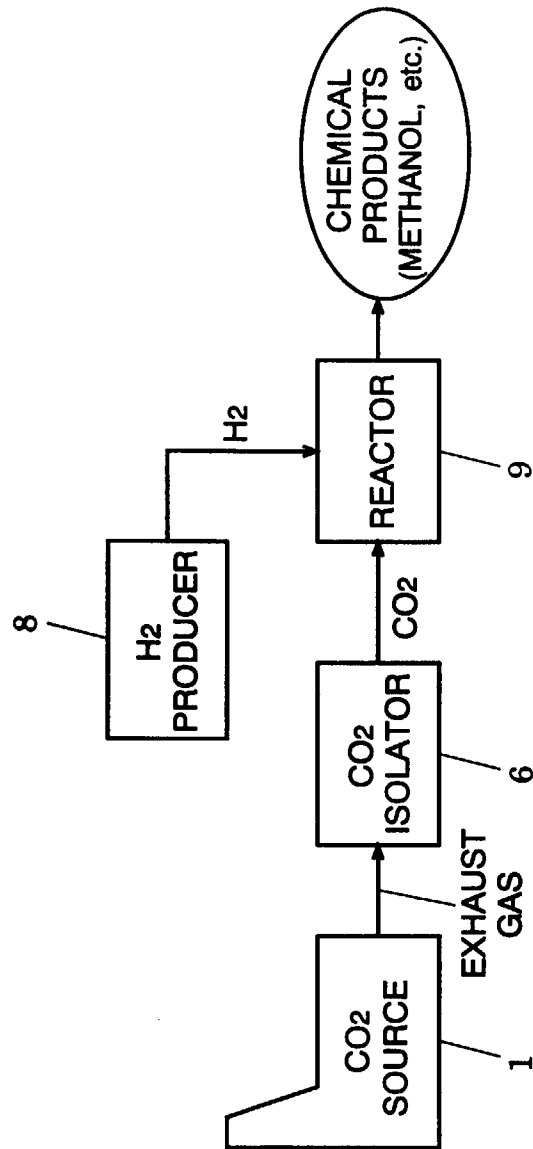 8
H2
PRODUCER
H2
CO2
SOURCE
1
EXHAUST
GAS
CO2
ISOLATOR
6
CO2
REACTOR
9
CHEMICAL
PRODUCTS
(METHANOL, etc.)